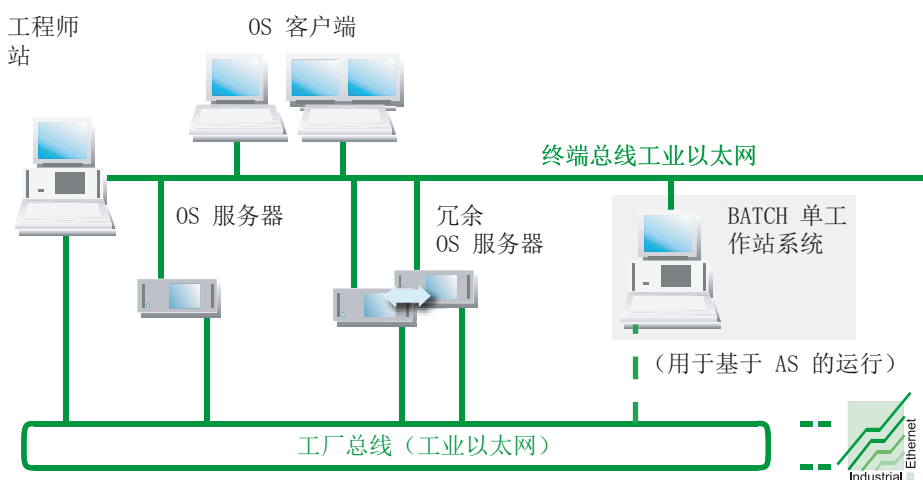 工程师
站
OS 客户端
终端总线工业以太网
OS 服务器
冗余
OS 服务器
BATCH 单工
作站系统
（用于基于 AS 的运行）
工厂总线（工业以太网）
Industrial
Ethernet